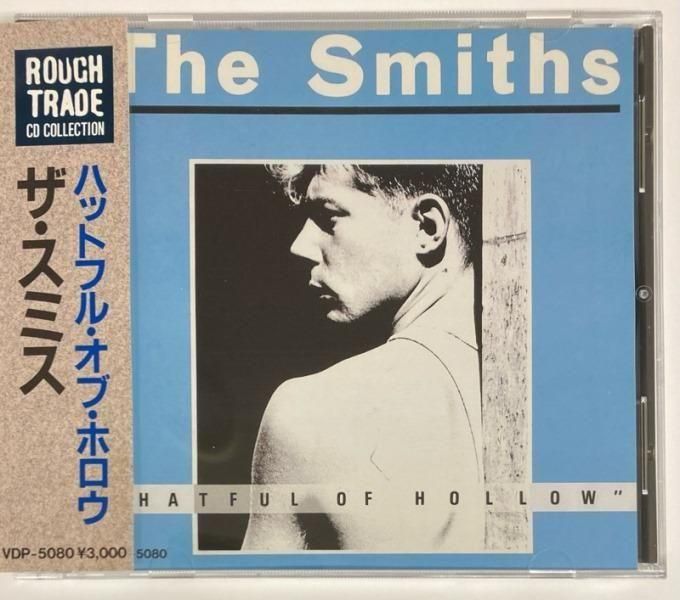 ROUGH
TRADE
CD COLLECTION
ハットフル・オブ・ホロウ
ザ・スミス
VDP-5080 ¥3,000 5080
The Smiths
HATFUL OF HOLLOW"